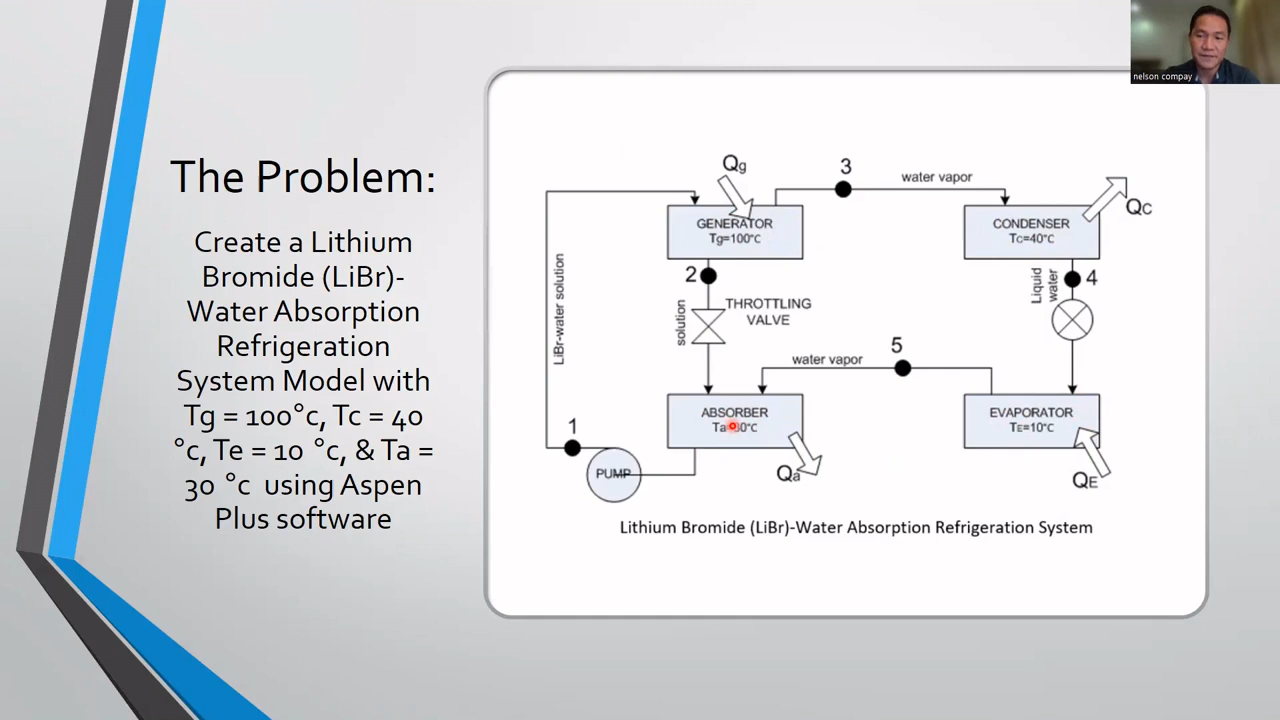 nelson compay
The Problem:
Create a Lithium
Bromide (LiBr)-
Water Absorption
Refrigeration
System Model with
Tg = 100°c, Tc = 40
°c, Te = 10 °c, & Ta =
30 °c using Aspen
Plus software
Qg
3
water vapor
QC
GENERATOR
Tg=100°C
CONDENSER
TC=40°C
2
4
LiBr-water solution
solution
THROTTLING
VALVE
Liquid
water
5
water vapor
ABSORBER
Ta=30°C
EVAPORATOR
TE=10°C
1
PUMP
Qa
QE
Lithium Bromide (LiBr)-Water Absorption Refrigeration System